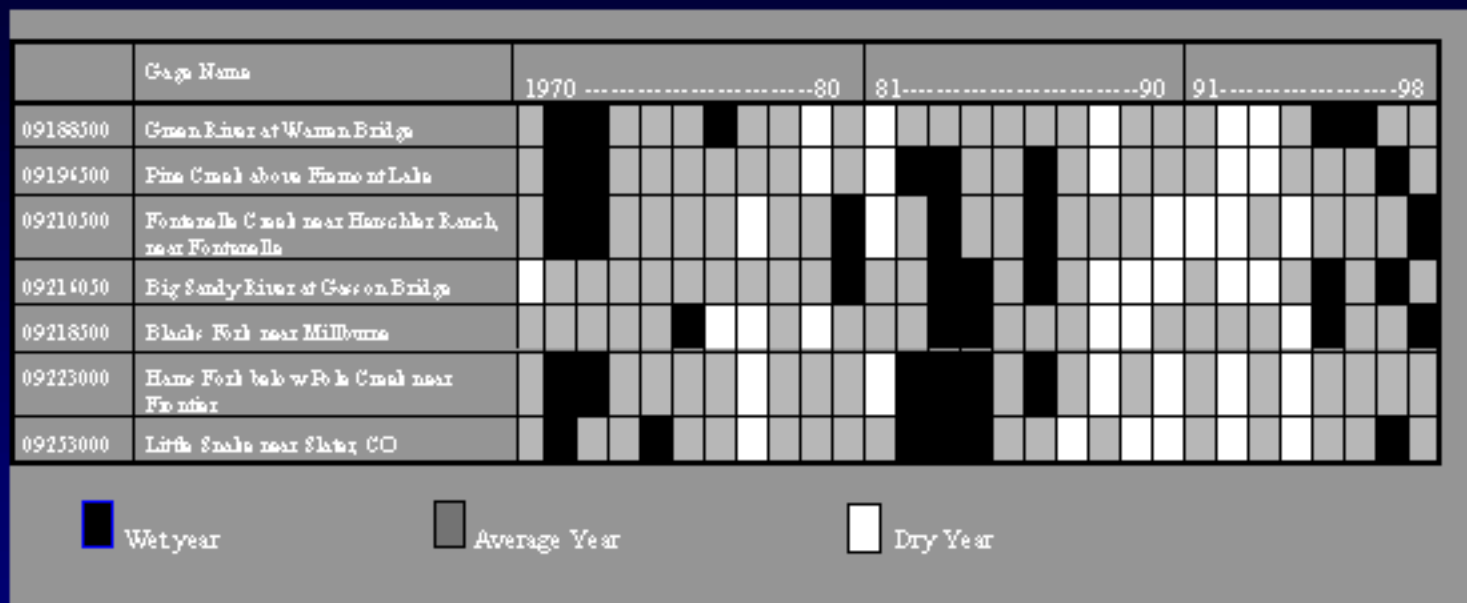 Gage Name
1970 ---------------------------80 81---------------------------90 91--------------------98
09188500 Green River at Warren Bridge
09196500 Pine Creek above Fremont Lake
09210500 Fontenelle Creek near Herschler Ranch,
near Fontenelle
09216050 Big Sandy River at Gasson Bridge
09218500 Blacks Fork near Millburne
09223000 Hams Fork below Pole Creek near
Frontier
09253000 Little Snake near Slater, CO
Wet year Average Year Dry Year